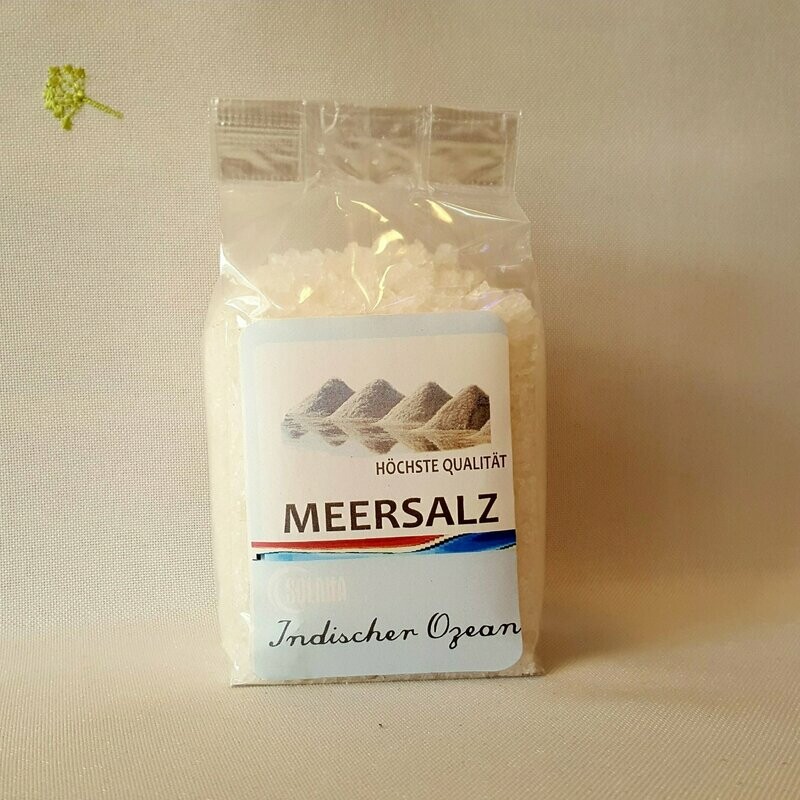 HÖCHSTE QUALITÄT
MEERSALZ
Indischer Ozean